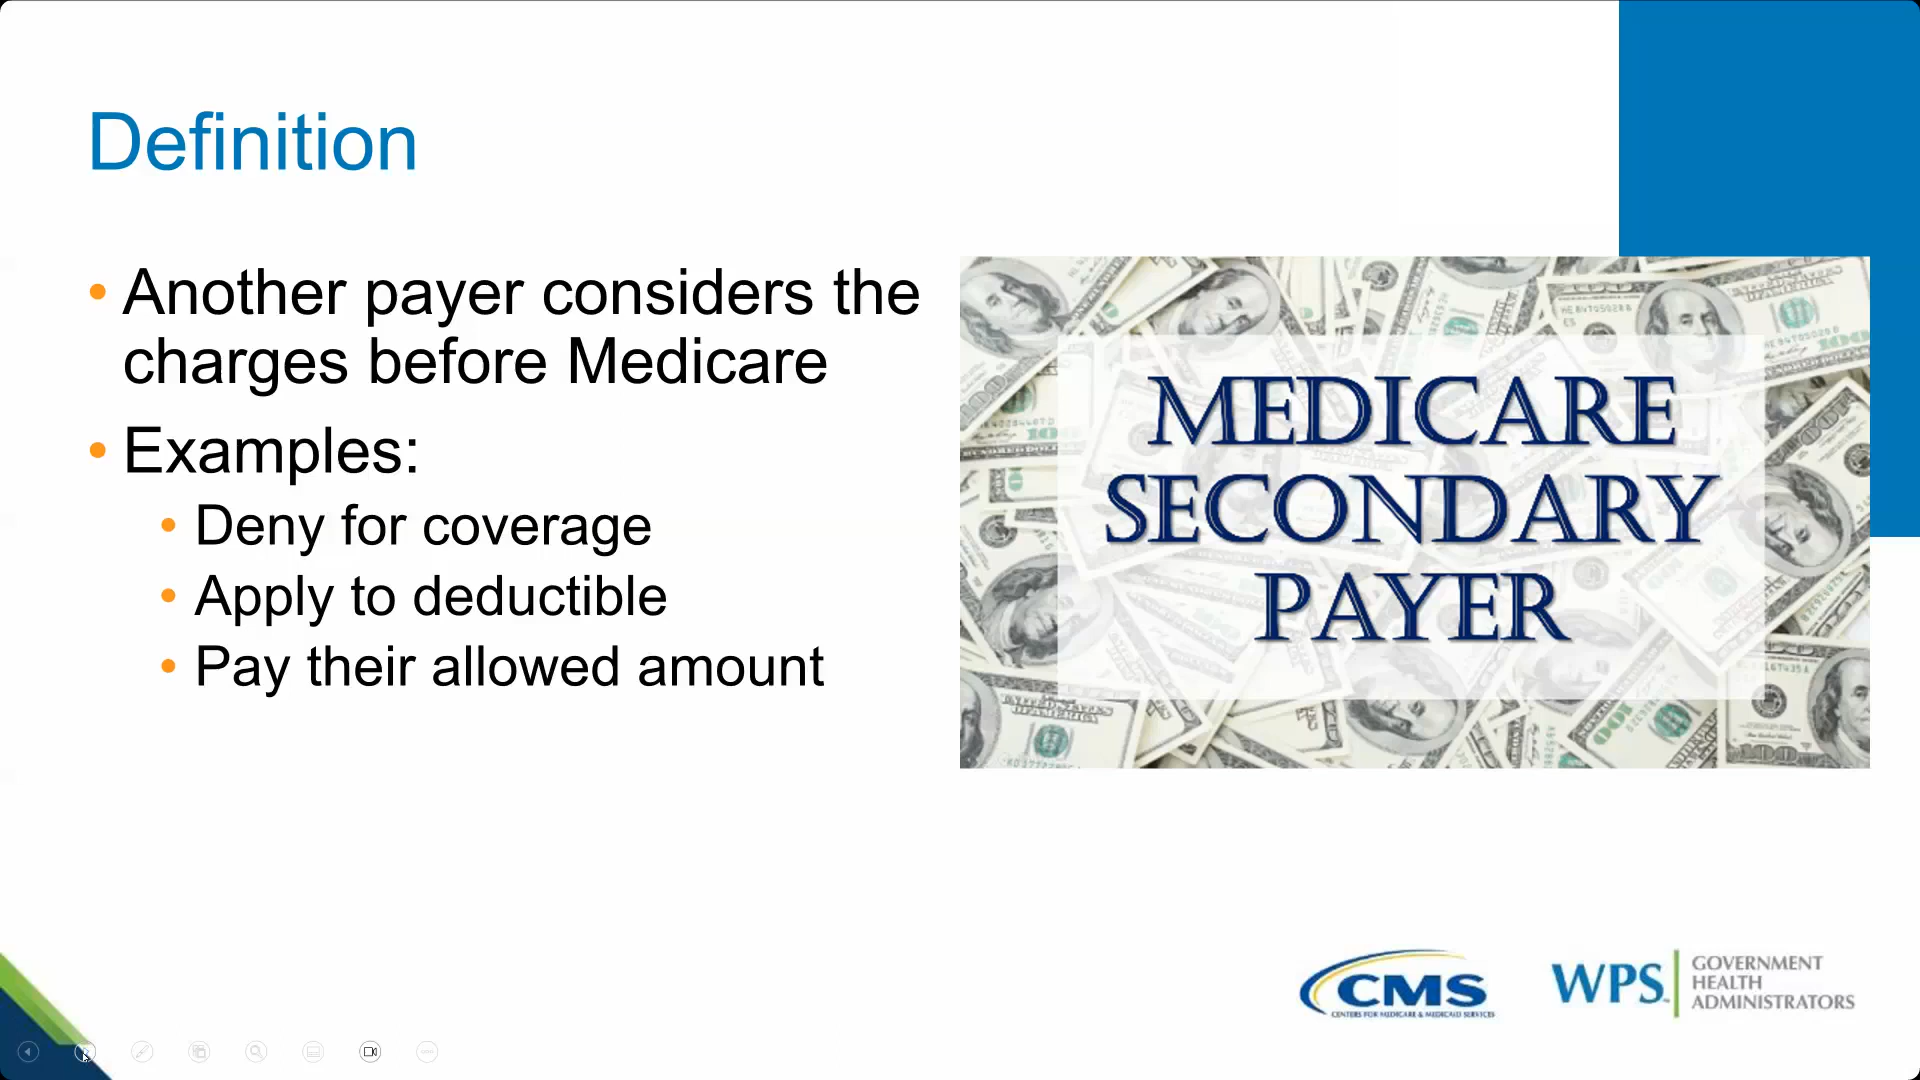 Definition
• Another payer considers the
charges before Medicare
• Examples:
• Deny for coverage
• Apply to deductible
• Pay their allowed amount
MEDICARE
SECONDARY
PAYER
CMS
CENTERS FOR MEDICARE & MEDICAID SERVICES
WPS
GOVERNMENT
HEALTH
ADMINISTRATORS